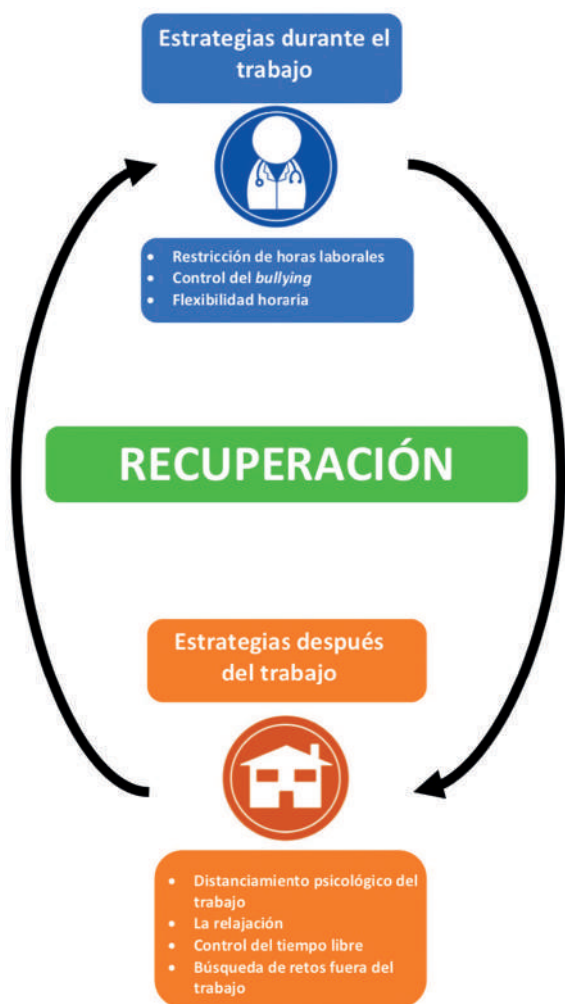 Estrategias durante el
trabajo
• Restricción de horas laborales
• Control del bullying
• Flexibilidad horaria
RECUPERACIÓN
Estrategias después
del trabajo
• Distanciamiento psicológico del
trabajo
• La relajación
• Control del tiempo libre
• Búsqueda de retos fuera del
trabajo